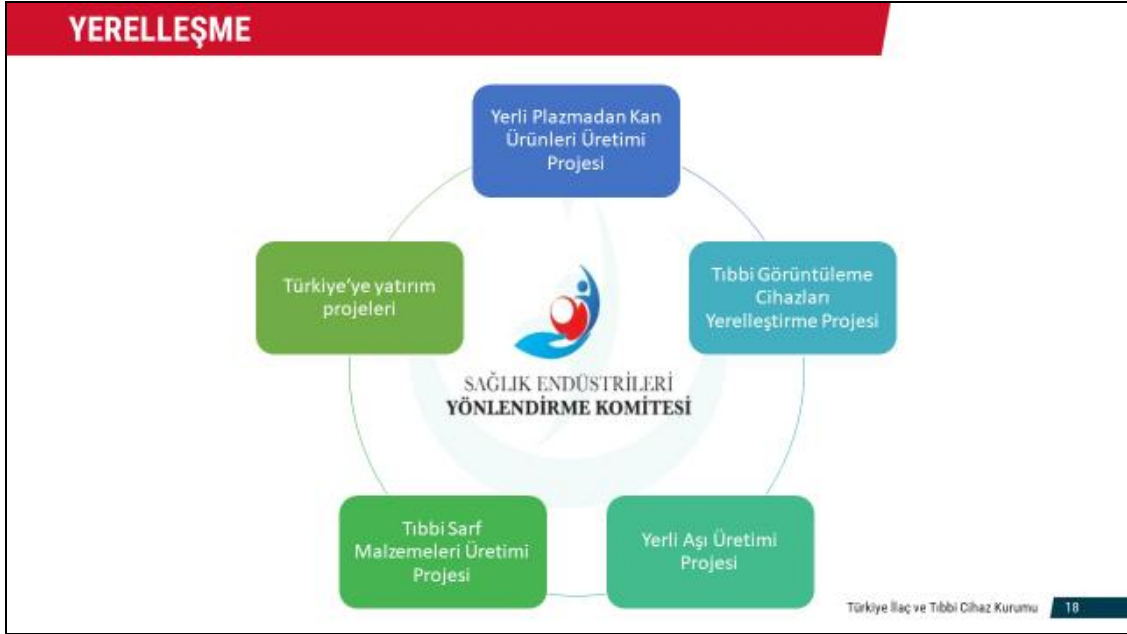 YERELLEŞME
Yerli Plazmadan Kan
Ürünleri Üretimi
Projesi
Türkiye'ye yatırım
projeleri
Tıbbi Görüntüleme
Cihazları
Yerelleştirme Projesi
SAĞLIK ENDÜSTRİLERİ
YÖNLENDİRME KOMİTESİ
Tıbbi Sarf
Malzemeleri Üretimi
Projesi
Yerli Aşı Üretimi
Projesi
Türkiye İlaç ve Tıbbi Cihaz Kurumu 18